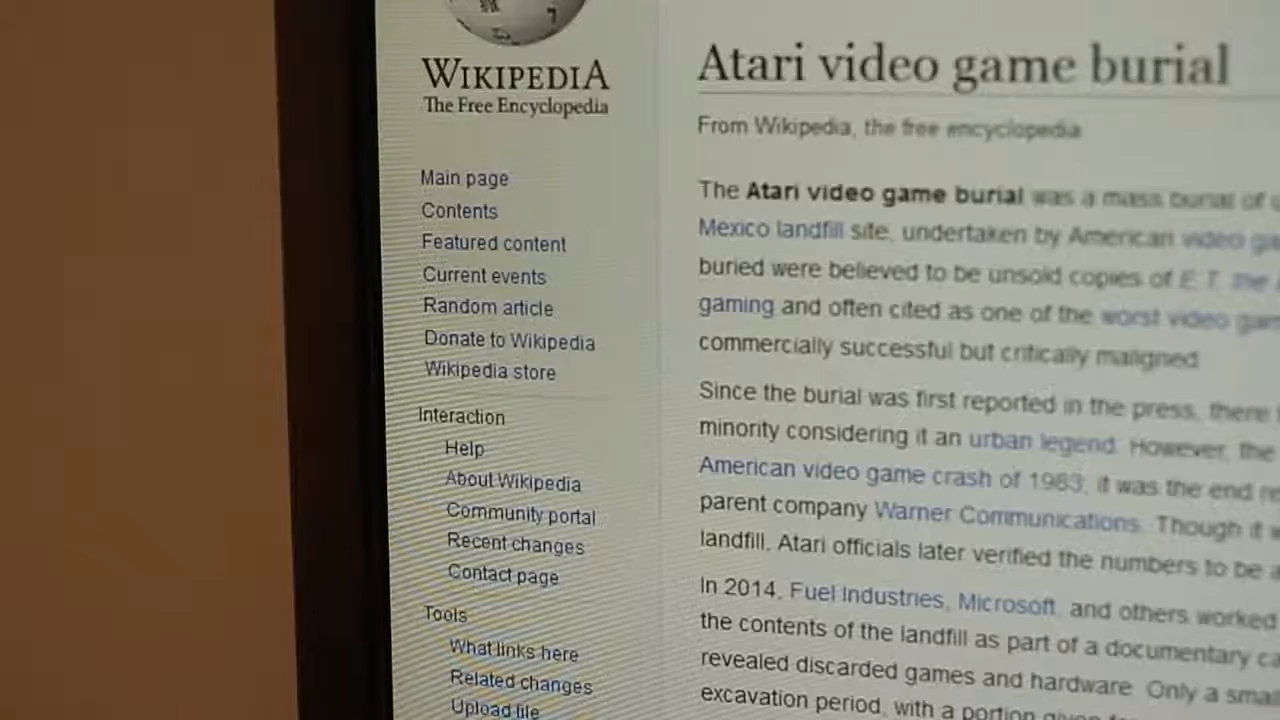 WIKIPEDIA
The Free Encyclopedia
Main page
Contents
Featured content
Current events
Random article
Donate to Wikipedia
Wikipedia store
Interaction
Help
About Wikipedia
Community portal
Recent changes
Contact page
Tools
What links here
Related changes
Upload file
Atari video game burial
From Wikipedia, the free encyclopedia
The Atari video game burial was a mass burial of
Mexico landfill site, undertaken by American video
buried were believed to be unsold copies of E.T. the
gaming and often cited as one of the worst video
commercially successful but critically maligned.
Since the burial was first reported in the press, there
minority considering it an urban legend. However, the
American video game crash of 1983; it was the end
parent company Warner Communications. Though it
landfill, Atari officials later verified the numbers to be
In 2014, Fuel Industries, Microsoft, and others worked
the contents of the landfill as part of a documentary
revealed discarded games and hardware. Only a
excavation period, with a portion given